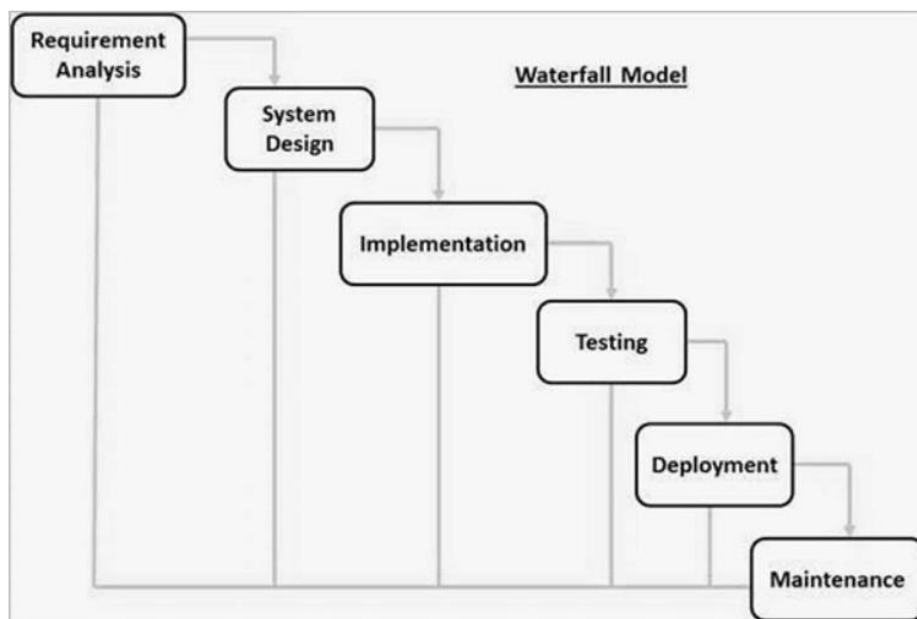 Requirement
Analysis
Waterfall Model
System
Design
Implementation
Testing
Deployment
Maintenance